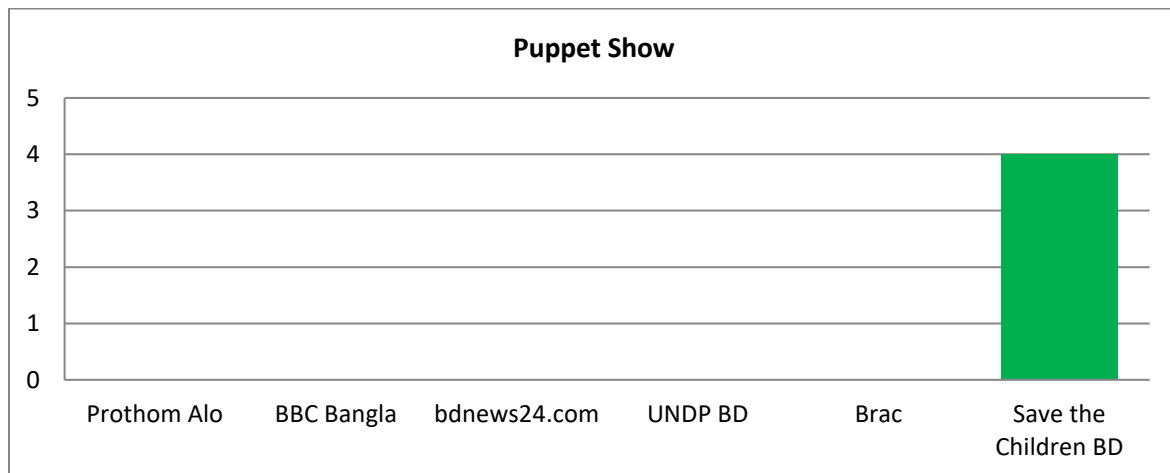 Puppet Show
5
4
3
2
1
0
Prothom Alo
BBC Bangla
bdnews24.com
UNDP BD
Brac
Save the
Children BD